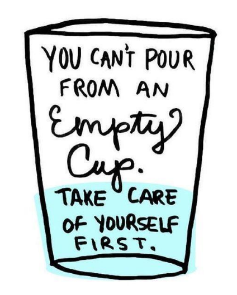 YOU CAN'T POUR
FROM AN
Empty
Cup.
TAKE CARE
OF YOURSELF
FIRST.